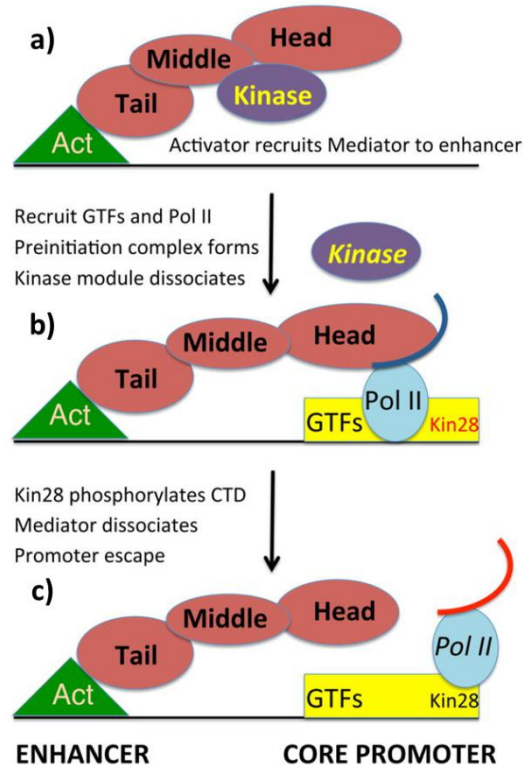 a)
Head
Middle
Tail
Kinase
Act
Activator recruits Mediator to enhancer
Recruit GTFs and Pol II
Preinitiation complex forms
Kinase module dissociates
Kinase
b)
Head
Middle
Tail
Pol II
Act
GTFs
Kin28
Kin28 phosphorylates CTD
Mediator dissociates
Promoter escape
c)
Head
Middle
Tail
Pol II
Act
GTFs
Kin28
ENHANCER
CORE PROMOTER